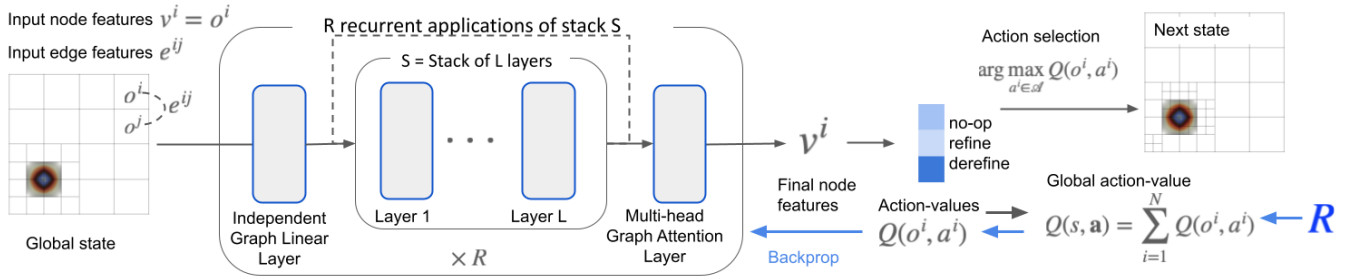 Input node features v^i = o^i
Input edge features e^{ij}
o^i
e^{ij}
o^j
Global state
R recurrent applications of stack S
S = Stack of L layers
Independent
Graph Linear
Layer
Layer 1
. . .
Layer L
Multi-head
Graph Attention
Layer
× R
v^i
Final node
features
Backprop
no-op
refine
derefine
Action-values
Q(o^i, a^i)
Action selection
arg max Q(o^i, a^i)
a^i∈𝒜
Next state
Global action-value
Q(s, a) = ∑_{i=1}^{N} Q(o^i, a^i)
R